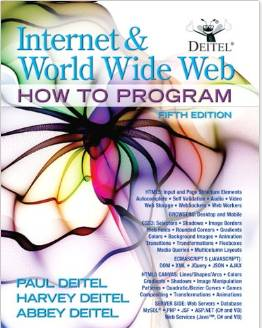 Internet &
World Wide Web
DEITEL®
HOW TO PROGRAM
FIFTH EDITION
HTML5: Input and Page Structure Elements
Autocomplete • Self Validation • Audio • Video
Web Storage • WebSockets • Web Workers
BROWSERS: Desktop and Mobile
CSS3: Selectors • Shadows • Image Borders
Web Fonts • Rounded Corners • Gradients
Colors • Background Images • Animation
Transitions • Transformations • Flexboxes
Media Queries • Multicolumn Layouts
ECMASCRIPT 5 (JAVASCRIPT):
DOM • XML • JQuery • JSON • AJAX
HTML5 CANVAS: Lines/Shapes/Arcs • Colors
Gradients • Shadows • Image Manipulation
Patterns • Quadratic/Bezier Curves • Games
Compositing • Transformations • Animations
SERVER SIDE: Web Servers • Database
MySQL® • PHP • JSF • ASP.NET (C# and VB)
Web Services (Java™, C# and VB)
PAUL DEITEL
HARVEY DEITEL
ABBEY DEITEL